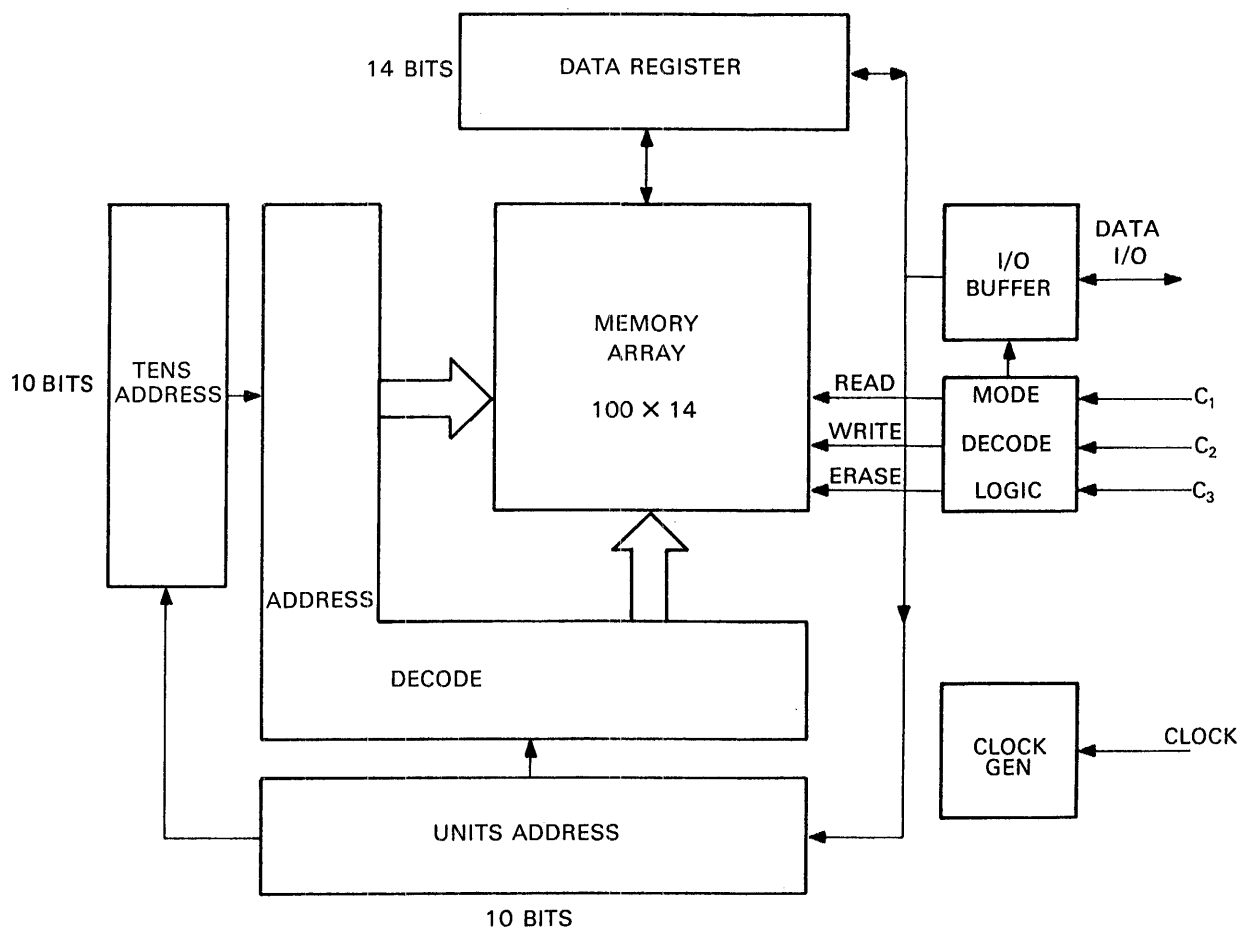 14 BITS
DATA REGISTER
DATA
I/O
I/O
BUFFER
MEMORY
ARRAY
100 X 14
10 BITS
TENS
ADDRESS
READ
WRITE
ERASE
MODE
DECODE
LOGIC
C₁
C₂
C₃
ADDRESS
DECODE
CLOCK
GEN
CLOCK
UNITS ADDRESS
10 BITS